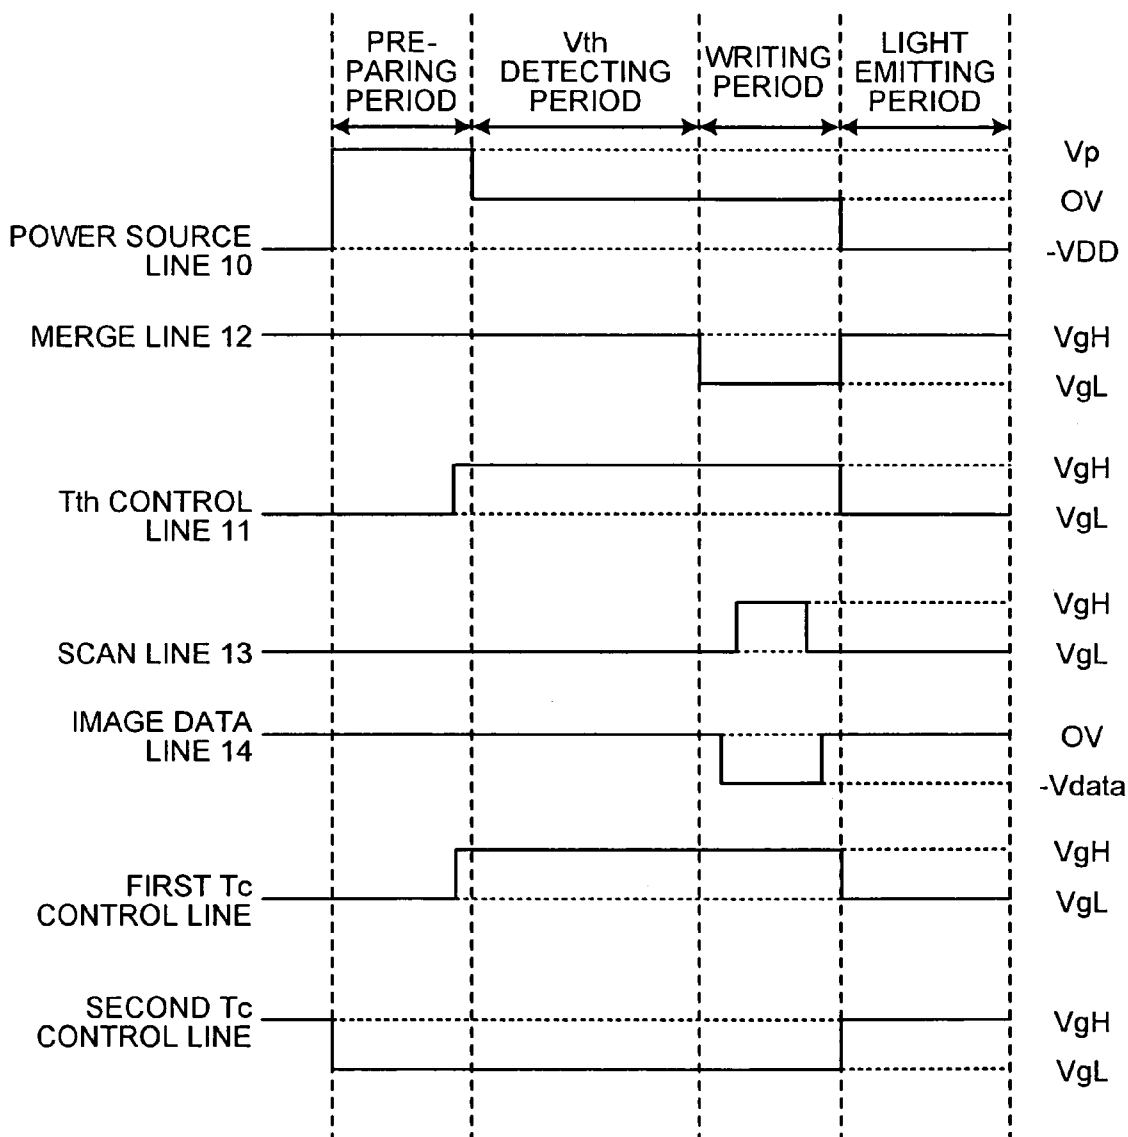 PRE-
PARING
PERIOD
Vth
DETECTING
PERIOD
WRITING
PERIOD
LIGHT
EMITTING
PERIOD
Vp
OV
-VDD
POWER SOURCE
LINE 10
MERGE LINE 12
VgH
VgL
Tth CONTROL
LINE 11
VgH
VgL
SCAN LINE 13
VgH
VgL
IMAGE DATA
LINE 14
OV
-Vdata
FIRST Tc
CONTROL LINE
VgH
VgL
SECOND Tc
CONTROL LINE
VgH
VgL